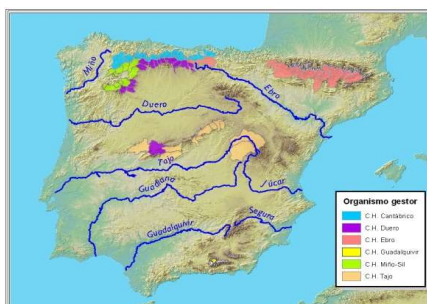 Miño
Duero
Ebro
Tajo
Guadiana
Júcar
Guadalquivir
Segura
Organismo gestor
C.H. Cantábrico
C.H. Duero
C.H. Ebro
C.H. Guadalquivir
C.H. Miño-Sil
C.H. Tajo